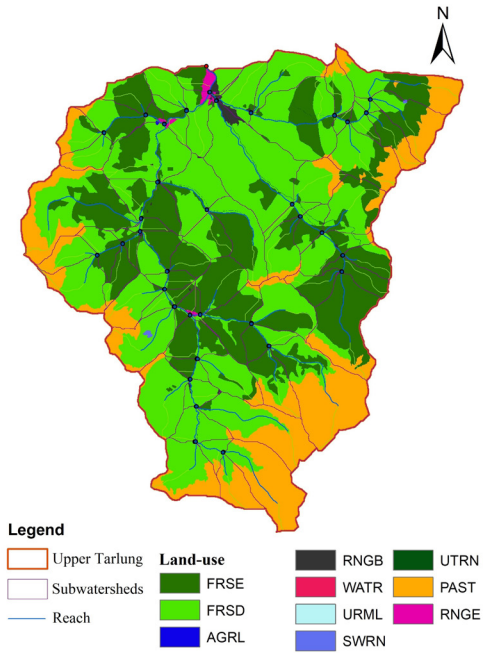 N
Legend
Upper Tarlung
Subwatersheds
Reach
Land-use
FRSE
FRSD
AGRL
RNGB
WATR
URML
SWRN
UTRN
PAST
RNGE